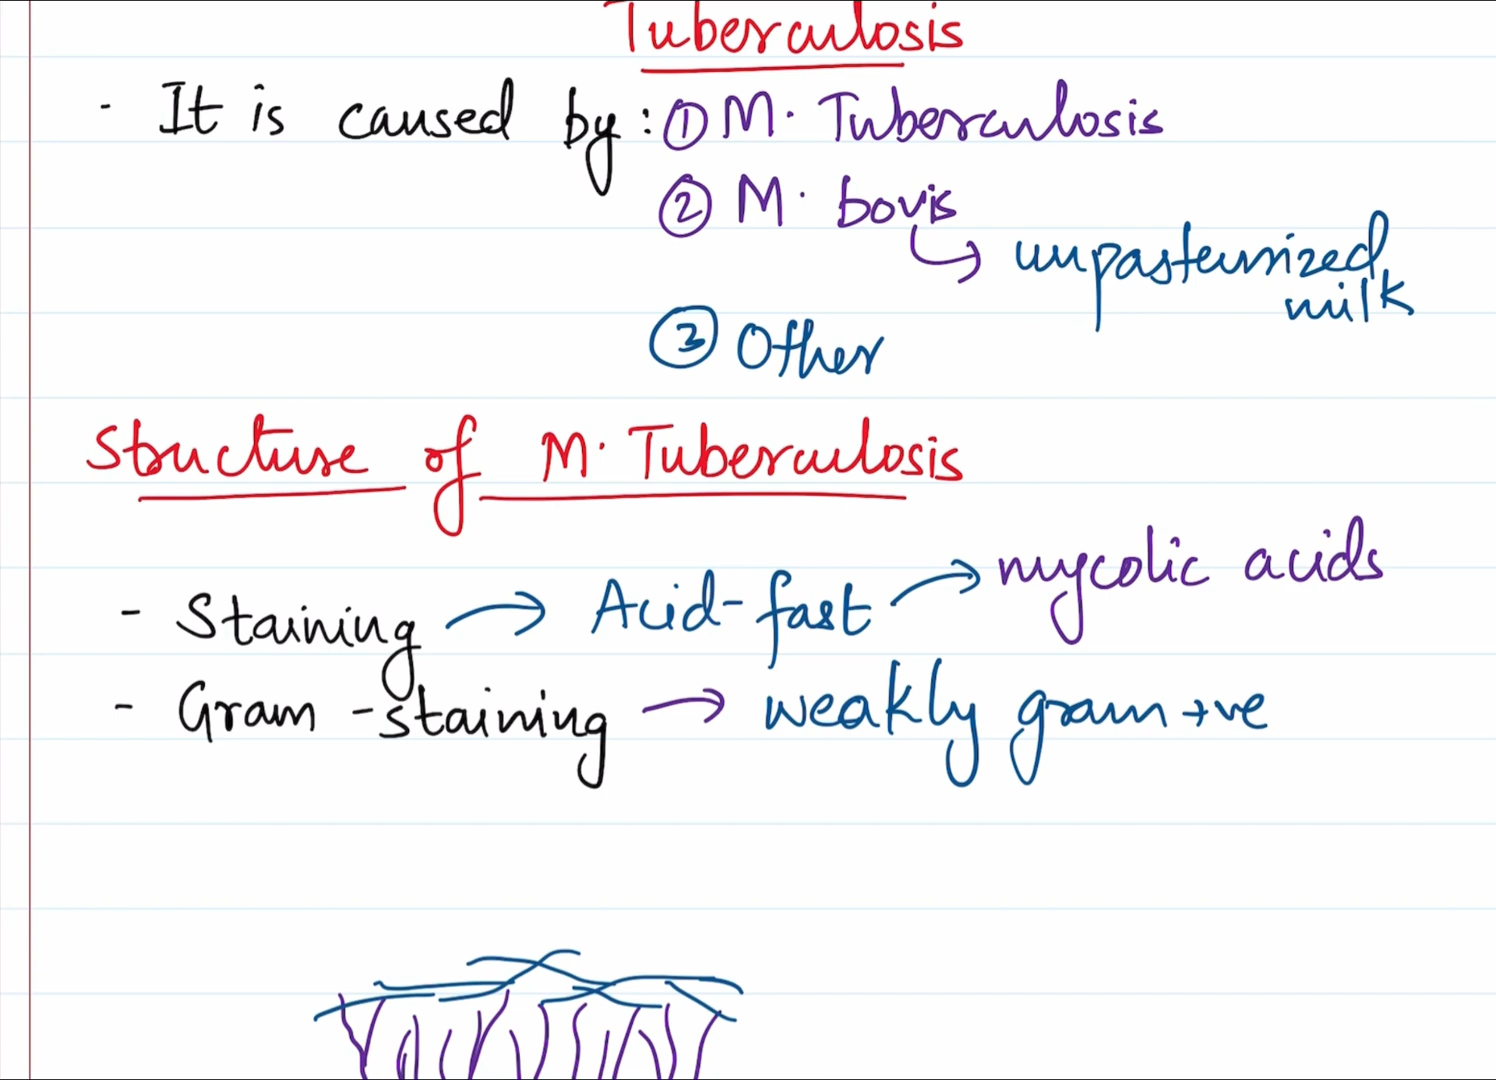 Tuberculosis
- It is caused by: ① M. Tuberculosis
② M. bovis
unpasteurized
milk
③ Other
Structure of M. Tuberculosis
- Staining → Acid-fast → mycolic acids
- Gram-staining → weakly gram +ve